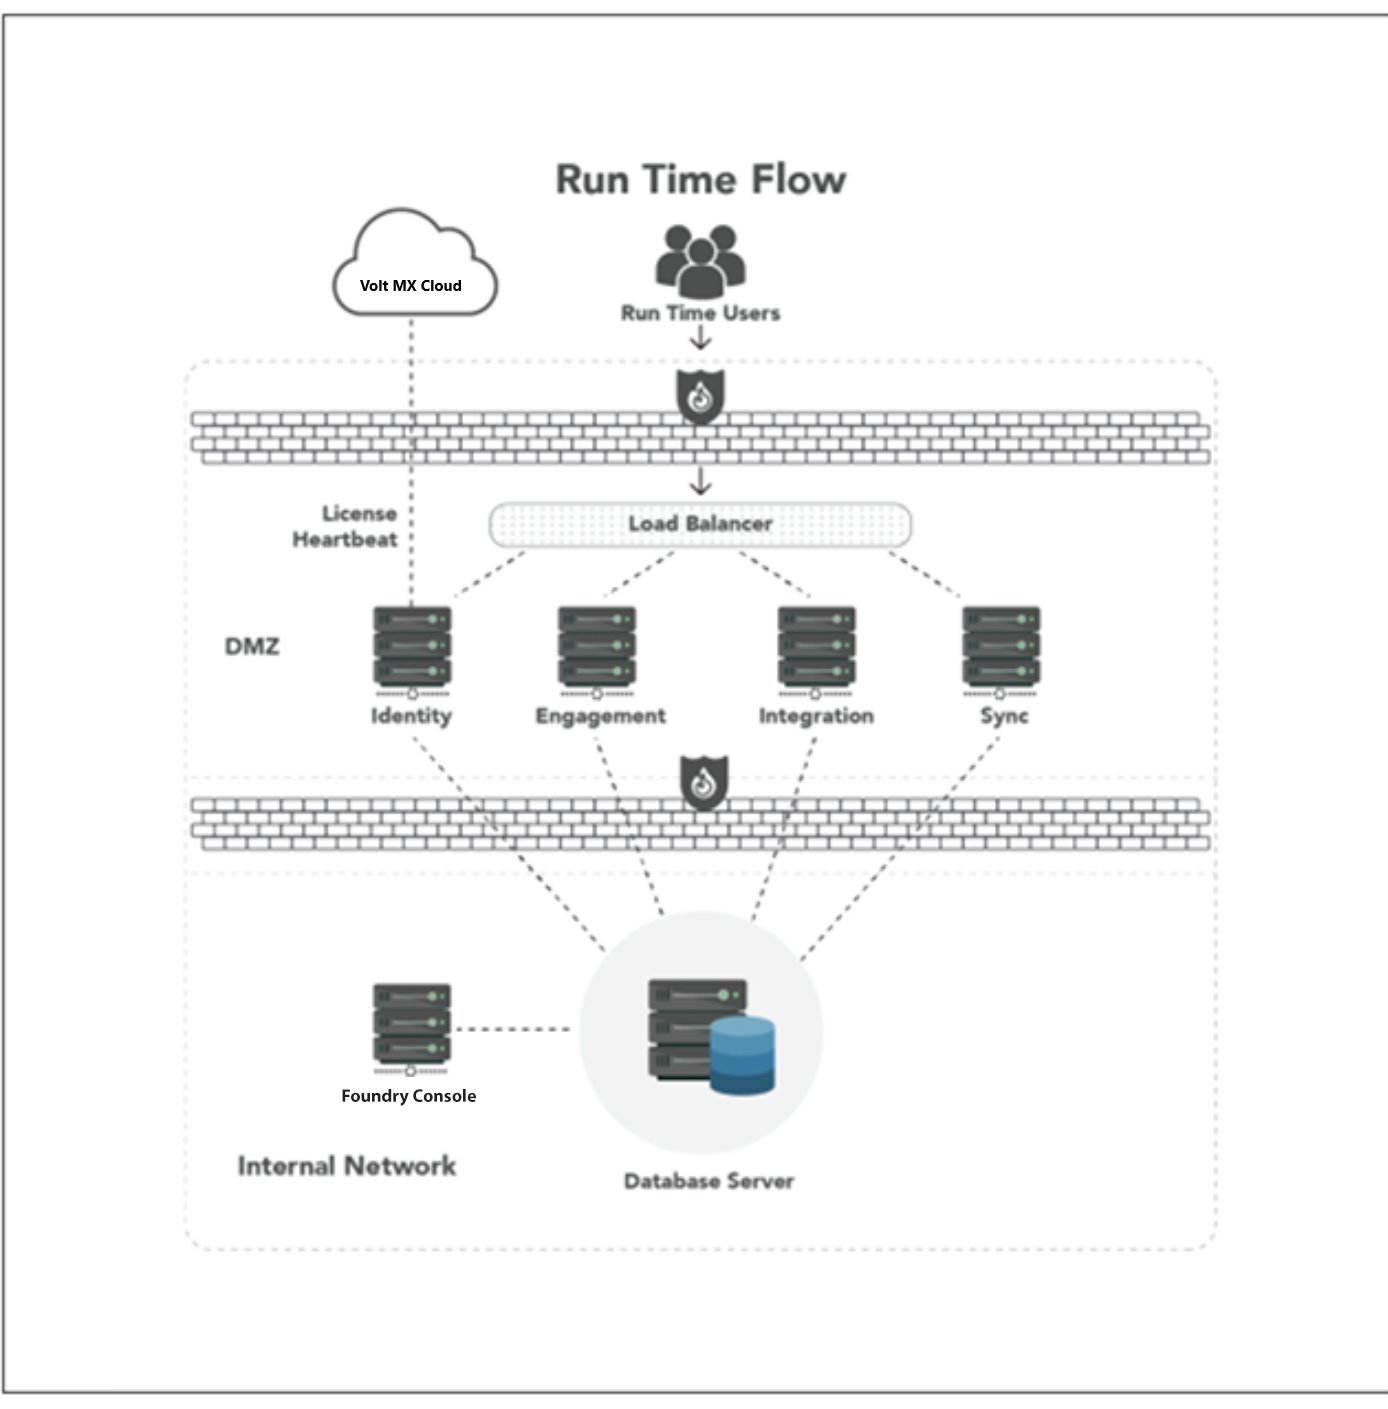 Run Time Flow
Volt MX Cloud
Run Time Users
License
Heartbeat
Load Balancer
DMZ
Identity
Engagement
Integration
Sync
Foundry Console
Internal Network
Database Server